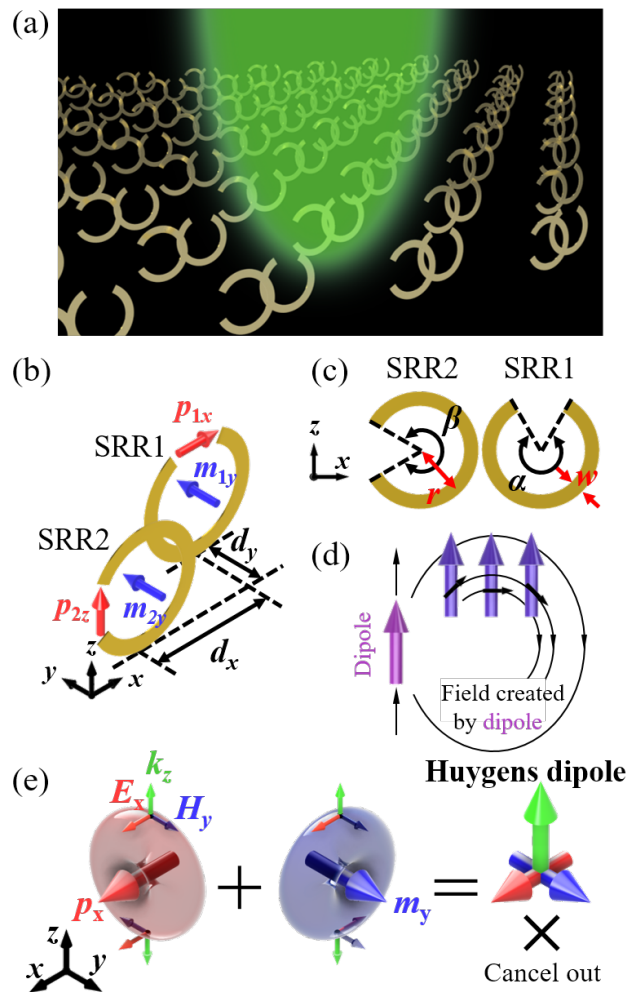 (a)
(b)
p1x
SRR1
m1y
SRR2
dy
p2z
m2y
dx
z
y
x
(c)
SRR2
SRR1
z
x
β
r
α
w
(d)
Dipole
Field created
by dipole
(e)
kz
Ex
Hy
px
+
my
=
Huygens dipole
×
Cancel out
z
x
y